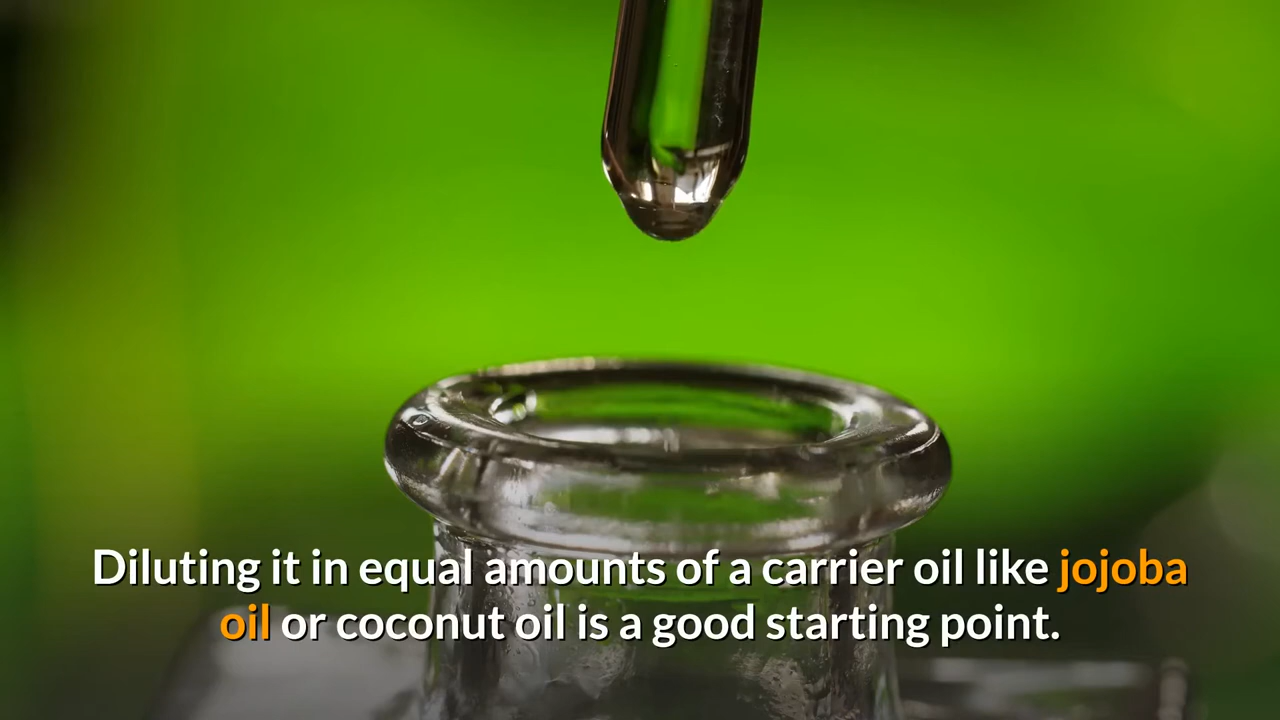 Diluting it in equal amounts of a carrier oil like jojoba
oil or coconut oil is a good starting point.